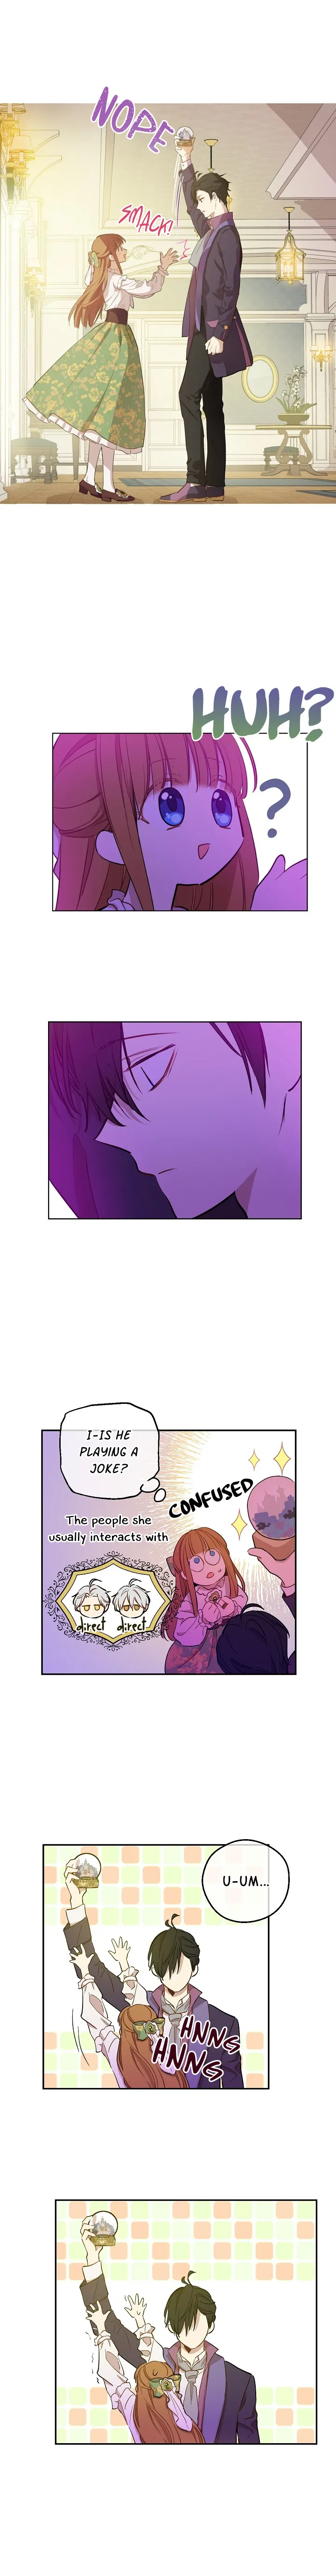 NOPE
SMACK!
HUH?
?
I-IS HE
PLAYING A
JOKE?
CONFUSED
The people she
usually interacts with
direct direct
U-UM...
HNNG
HNNG